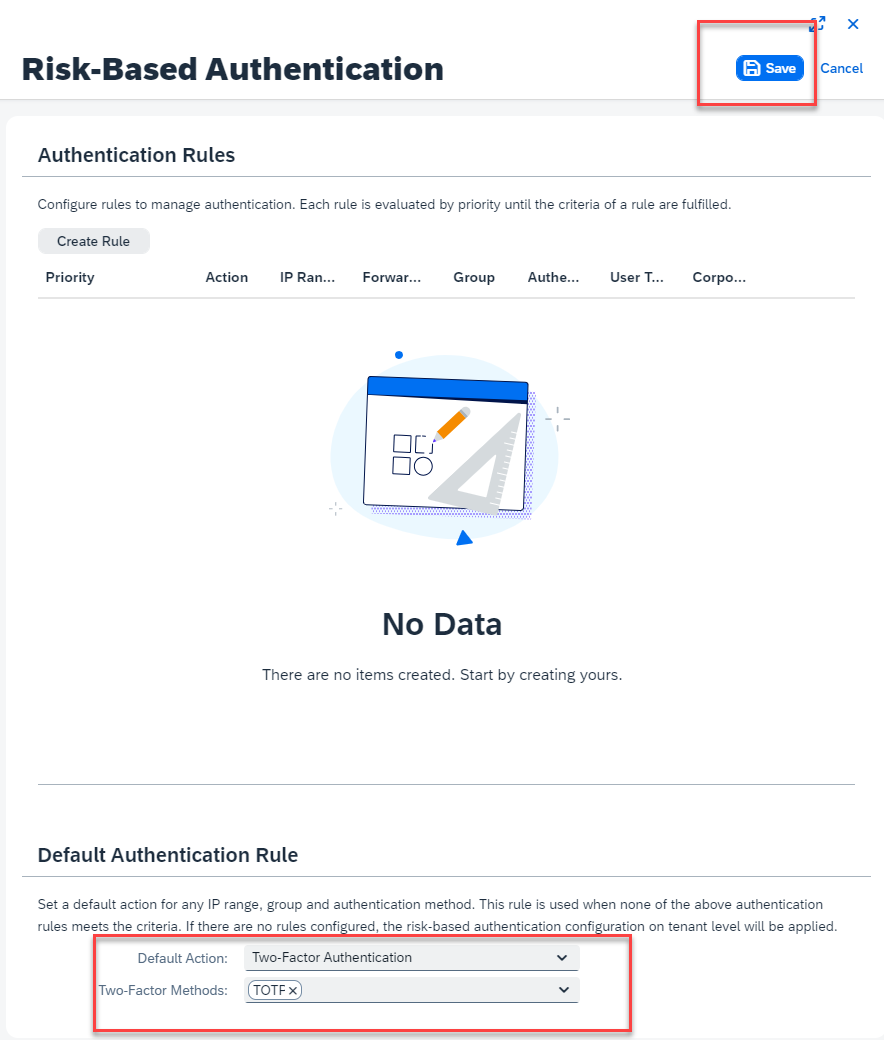 Risk-Based Authentication
Save
Cancel
Authentication Rules
Configure rules to manage authentication. Each rule is evaluated by priority until the criteria of a rule are fulfilled.
Create Rule
Priority Action IP Ran... Forwar... Group Authe... User T... Corpo...
No Data
There are no items created. Start by creating yours.
Default Authentication Rule
Set a default action for any IP range, group and authentication method. This rule is used when none of the above authentication
rules meets the criteria. If there are no rules configured, the risk-based authentication configuration on tenant level will be applied.
Default Action: Two-Factor Authentication
Two-Factor Methods: TOTP